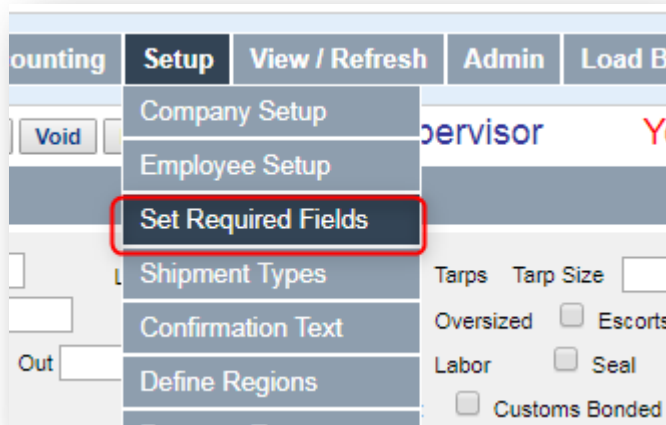 ounting Setup View / Refresh Admin Load B
Void
Company Setup
pervisor Yo
Employee Setup
Set Required Fields
Shipment Types Tarps Tarp Size
Confirmation Text Oversized Escorts
Out Labor Seal
Define Regions
Customs Bonded